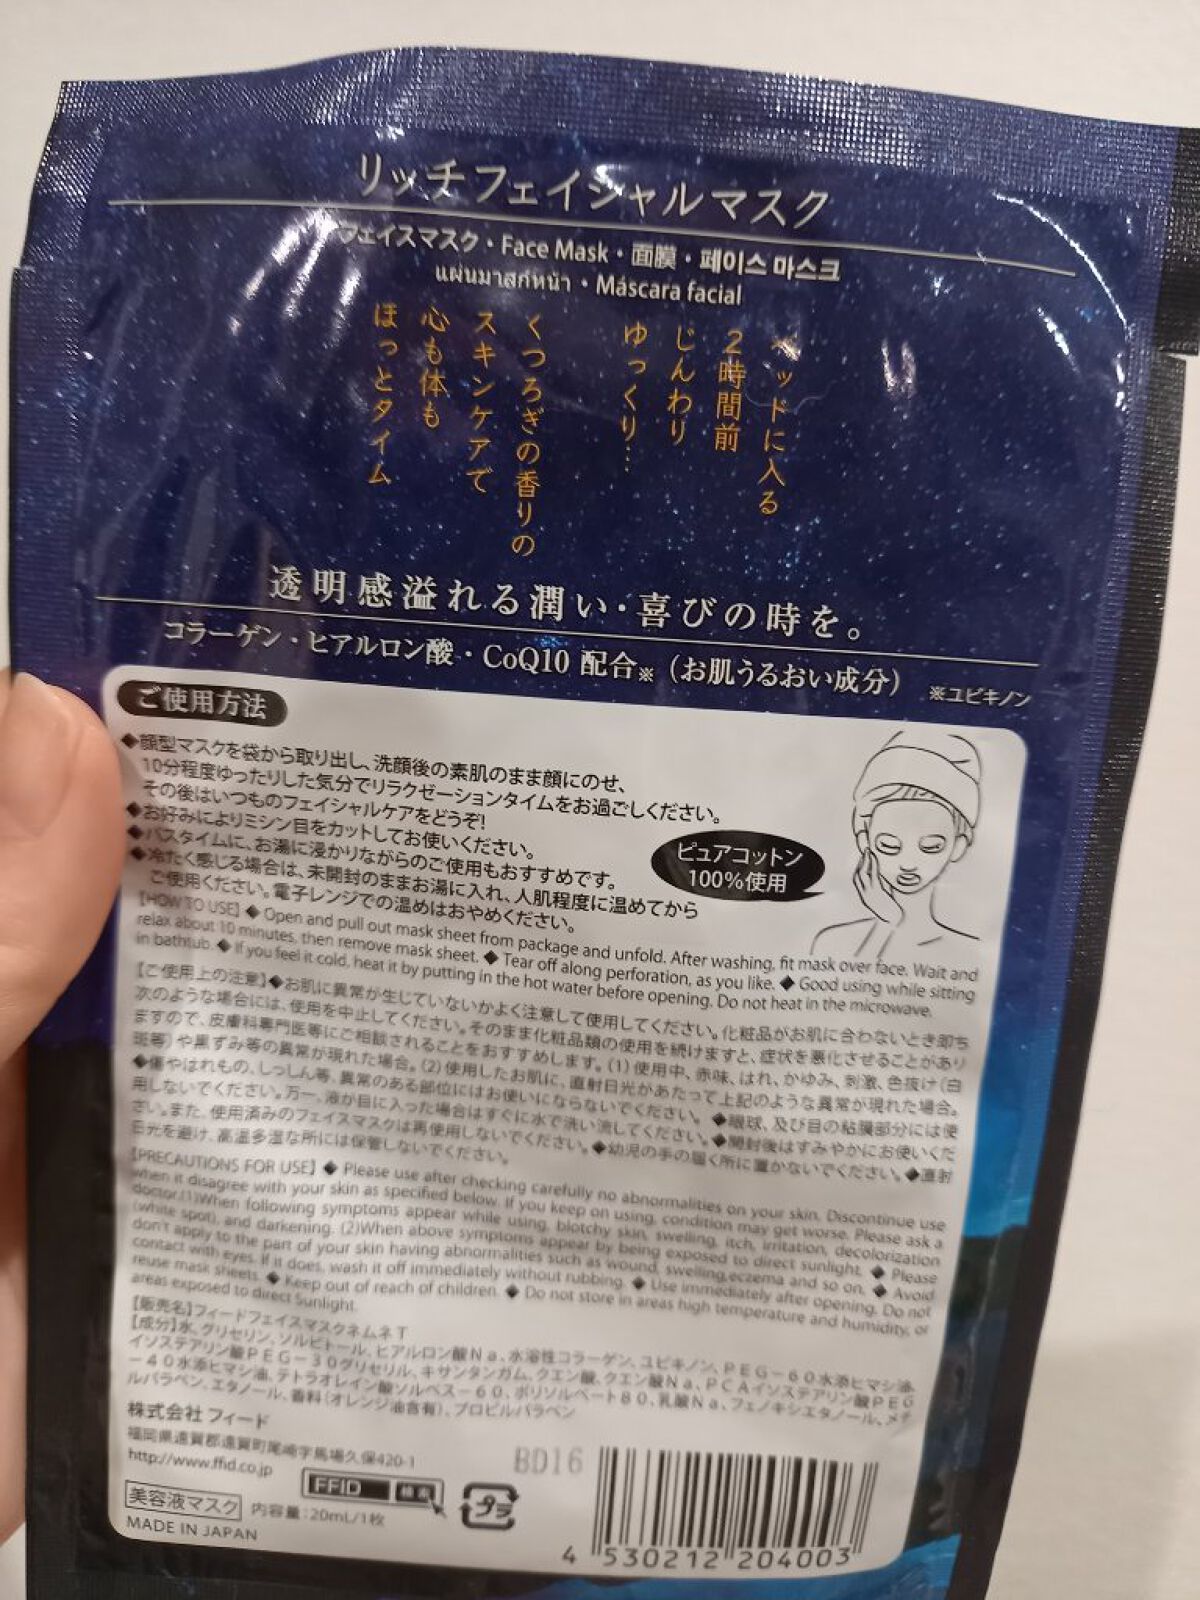 リッチフェイシャルマスク
フェイスマスク・Face Mask・面膜・페이스 마스크
แผ่นมาสก์หน้า・Máscara facial
ベッドに入る
2時間前
じんわり
ゆっくり…
くつろぎの香りの
スキンケアで
心も体も
ほっとタイム
透明感溢れる潤い・喜びの時を。
コラーゲン・ヒアルロン酸・CoQ10 配合※（お肌うるおい成分） ※ユビキノン
ご使用方法
◆顔型マスクを袋から取り出し、洗顔後の素肌のまま顔にのせ、
10分程度ゆったりした気分でリラクゼーションタイムをお過ごしください。
その後はいつものフェイシャルケアをどうぞ!
◆お好みによりミシン目をカットしてお使いください。
◆バスタイムに、お湯に浸かりながらのご使用もおすすめです。
◆冷たく感じる場合は、未開封のままお湯に入れ、人肌程度に温めてから
ご使用ください。電子レンジでの温めはおやめください。
ピュアコットン
100%使用
【HOW TO USE】◆ Open and pull out mask sheet from package and unfold. After washing, fit mask over face. Wait and
relax about 10 minutes, then remove mask sheet. ◆ Tear off along perforation, as you like. ◆ Good using while sitting
in bathtub. ◆ If you feel it cold, heat it by putting in the hot water before opening. Do not heat in the microwave.
【ご使用上の注意】◆お肌に異常が生じていないかよく注意して使用してください。化粧品がお肌に合わないとき即ち
次のような場合には、使用を中止してください。そのまま化粧品類の使用を続けますと、症状を悪化させることがあり
ますので、皮膚科専門医等にご相談されることをおすすめします。(1)使用中、赤味、はれ、かゆみ、刺激、色抜け(白
斑等)や黒ずみ等の異常が現れた場合。(2)使用したお肌に、直射日光があたって上記のような異常が現れた場合。
◆傷やはれもの、しっしん等、異常のある部位にはお使いにならないでください。◆眼球、及び目の粘膜部分には使
用しないでください。万一、液が目に入った場合はすぐに水で洗い流してください。◆開封後はすみやかにお使いくだ
さい。また、使用済みのフェイスマスクは再使用しないでください。◆幼児の手の届く所に置かないでください。◆直射
日光を避け、高温多湿な所には保管しないでください。
【PRECAUTIONS FOR USE】◆ Please use after checking carefully no abnormalities on your skin. Discontinue use
when it disagree with your skin as specified below. If you keep on using, condition may get worse. Please ask a
doctor.(1)When following symptoms appear while using, blotchy skin, swelling, itch, irritation, decolorization
(white spot), and darkening. (2)When above symptoms appear by being exposed to direct sunlight. ◆ Please
don't apply to the part of your skin having abnormalities such as wound, swelling,eczema and so on. ◆ Avoid
contact with eyes. If it does, wash it off immediately without rubbing. ◆ Use immediately after opening. Do not
reuse mask sheets. ◆ Keep out of reach of children. ◆ Do not store in areas high temperature and humidity, or
areas exposed to direct Sunlight.
【販売名】フィードフェイスマスクネムネT
【成分】水、グリセリン、ソルビトール、ヒアルロン酸Na、水溶性コラーゲン、ユビキノン、PEG－60水添ヒマシ油、
イソステアリン酸PEG－30グリセリル、キサンタンガム、クエン酸、クエン酸Na、PCAイソステアリン酸PEG
－40水添ヒマシ油、テトラオレイン酸ソルベス－60、ポリソルベート80、乳酸Na、フェノキシエタノール、メチ
ルパラベン、エタノール、香料(オレンジ油含有)、プロピルパラベン
株式会社 フィード
福岡県遠賀郡遠賀町尾崎字馬場久保420-1
http://www.ffid.co.jp
FFID 検索
BD16
プラ
美容液マスク 内容量:20mL/1枚
MADE IN JAPAN
4 530212 204003